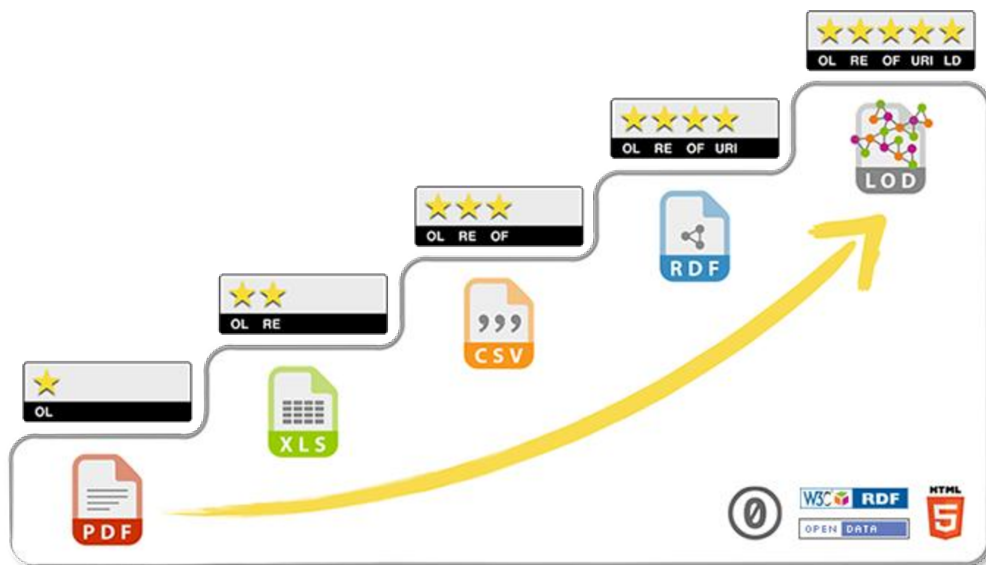 OL RE OF URI LD
LOD
OL RE OF URI
RDF
OL RE OF
CSV
OL RE
XLS
OL
PDF
0
W3C RDF
OPEN DATA
HTML
5